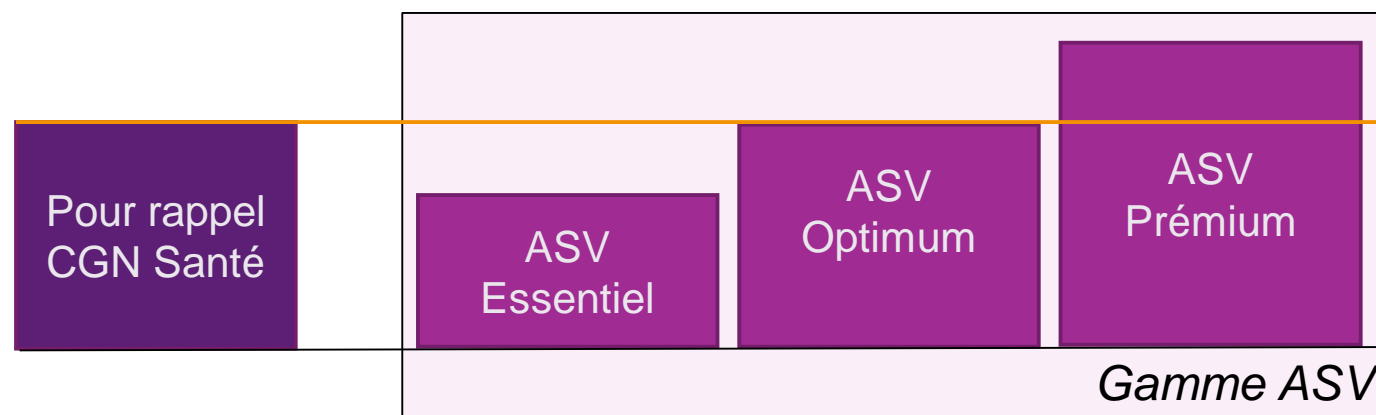 Pour rappel
CGN Santé
ASV
Essentiel
ASV
Optimum
ASV
Prémium
Gamme ASV